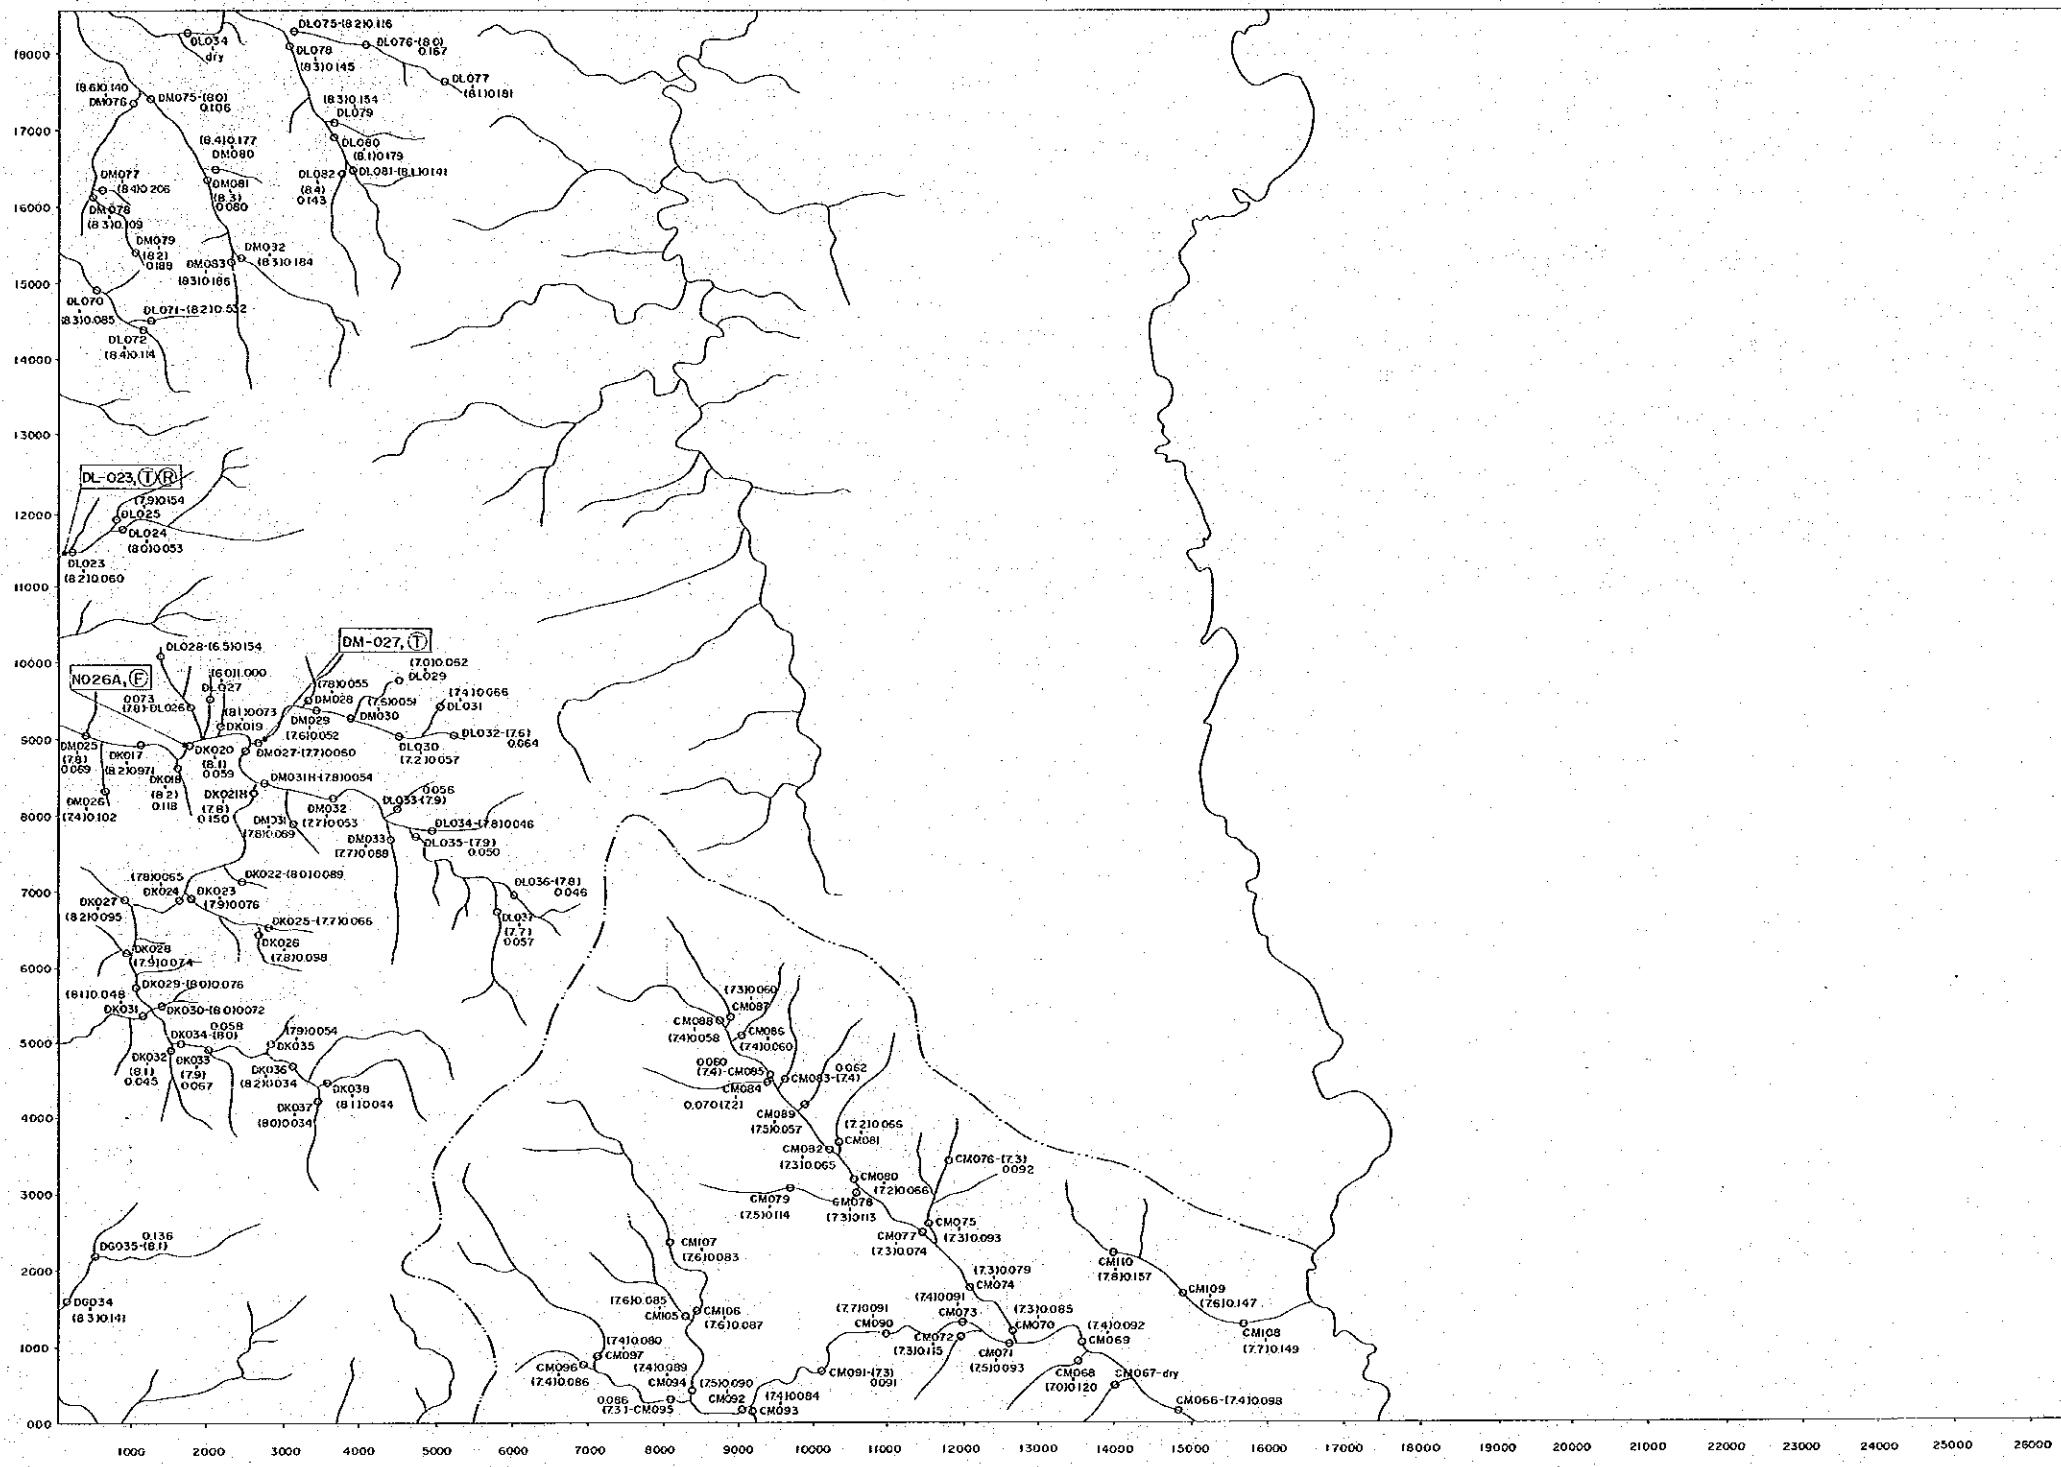 18000
17000
16000
15000
14000
13000
12000
11000
10000
9000
8000
7000
6000
5000
4000
3000
2000
1000
000
DL034
dry
DL075-(8.2)0.116
DL076-(8.0)
0.167
DL078
(8.3)0.145
DL077
(8.1)0.181
(8.6)0.140
DM076
DM075-(8.0)
0.106
(8.3)0.154
DL079
(8.4)0.177
DM080
DL080
(8.1)0.179
DL082
(8.4)
0.143
DL081-(8.1)0.141
DM077
(8.4)0.206
DM081
(8.3)
0.080
DM078
(8.3)0.109
DM079
(8.2)
0.188
DM083
(8.3)0.186
(8.3)0.184
DL070
(8.3)0.085
DL071-(8.2)0.532
DL072
(8.4)0.114
DL-023, Ⓣ Ⓡ
(7.9)0.154
DL025
DL024
(8.0)0.053
DL023
(8.2)0.060
DM-027, Ⓣ
N026A, Ⓕ
DL028-(6.5)0.154
(6.0)1.000
DL027
0.073
(7.8)-DL026
(8.1)0.073
DK019
(7.8)0.055
DM028
(7.0)0.062
DL029
(7.5)0.051
DM030
(7.4)0.066
DL031
DM029
(7.6)0.052
DL032-(7.6)
0.064
DL030
(7.2)0.057
DM025
(7.8)
0.069
DK017
(8.2)0.971
DK020
(8.1)
0.059
DM027-(7.7)0.060
DK018
(8.2)
0.118
DM026
(7.4)0.102
DK021H
(7.8)
0.150
DM031H-(7.8)0.054
DM032
(7.7)0.053
0.056
DL033-(7.9)
DM031
(7.8)0.069
DM033
(7.7)0.088
DL034-(7.8)0.046
DL035-(7.9)
0.050
DK022-(8.0)0.089
(7.8)0.065
DK024
DK023
(7.9)0.076
DK027
(8.2)0.095
DL036-(7.8)
0.046
DL037
(7.7)
0.057
DK025-(7.7)0.066
DK026
(7.8)0.098
DK028
(7.9)0.074
DK029-(8.0)0.076
(8.1)0.048
DK031
DK030-(8.0)0.072
0.058
DK034-(8.0)
(7.9)0.054
DK035
DK032
(8.1)
0.045
DK033
(7.9)
0.067
DK036
(8.2)0.034
DK038
(8.1)0.044
DK037
(8.0)0.034
(7.3)0.060
CM087
CM088
(7.4)0.058
CM086
(7.4)0.060
0.060
(7.4)-CM085
CM084
0.070(7.2)
0.062
CM083-(7.4)
CM089
(7.5)0.057
(7.2)0.066
CM081
CM082
(7.3)0.065
CM076-(7.3)
0.092
CM080
(7.2)0.066
CM079
(7.5)0.114
CM078
(7.3)0.113
CM075
(7.3)0.093
CM077
(7.3)0.074
0.136
DG035-(8.1)
DG034
(8.3)0.141
CM107
(7.6)0.083
CM110
(7.8)0.157
(7.3)0.079
CM074
CM109
(7.6)0.147
(7.6)0.085
CM105
CM106
(7.6)0.087
(7.4)0.091
CM073
(7.3)0.085
CM070
(7.7)0.091
CM090
CM072
(7.3)0.115
(7.4)0.092
CM069
CM108
(7.7)0.149
CM071
(7.5)0.093
(7.4)0.080
CM097
CM096
(7.4)0.086
(7.4)0.089
CM094
CM091-(7.3)
0.091
CM068
(7.0)0.120
CM067-dry
(7.5)0.090
CM092
(7.4)0.084
CM093
0.086
(7.3)-CM095
CM066-(7.4)0.098
1000 2000 3000 4000 5000 6000 7000 8000 9000 10000 11000 12000 13000 14000 15000 16000 17000 18000 19000 20000 21000 22000 23000 24000 25000 26000